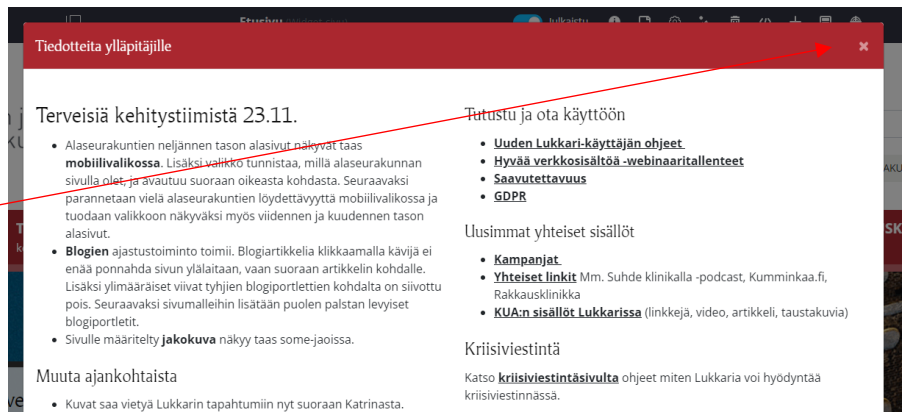 Etusivu
Julkaistu
Tiedotteita ylläpitäjille
Terveisiä kehitystiimistä 23.11.
Alaseurakuntien neljännen tason alasivut näkyvät taas
mobiilivalikossa. Lisäksi valikko tunnistaa, millä alaseurakunnan
sivulla olet, ja avautuu suoraan oikeasta kohdasta. Seuraavaksi
parannetaan vielä alaseurakuntien löydettävyyttä mobiilivalikossa ja
tuodaan valikkoon näkyväksi myös viidennen ja kuudennen tason
alasivut.
Blogien ajastustoiminto toimii. Blogiartikkelia klikkaamalla kävijä ei
enää ponnahda sivun ylälaitaan, vaan suoraan artikkelin kohdalle.
Lisäksi ylimääräiset viivat tyhjien blogiportlettien kohdalta on siivottu
pois. Seuraavaksi sivumalleihin lisätään puolen palstan levyiset
blogiportletit.
Sivulle määritelty jakokuva näkyy taas some-jaoissa.
Muuta ajankohtaista
Kuvat saa vietyä Lukkarin tapahtumiin nyt suoraan Katrinasta.
Tutustu ja ota käyttöön
Uuden Lukkari-käyttäjän ohjeet
Hyvää verkkosisältöä -webinaaritallenteet
Saavutettavuus
GDPR
Uusimmat yhteiset sisällöt
Kampanjat
Yhteiset linkit Mm. Suhde klinikalla -podcast, Kumminkaa.fi,
Rakkausklinikka
KUA:n sisällöt Lukkarissa (linkkejä, video, artikkeli, taustakuvia)
Kriisiviestintä
Katso kriisiviestintäsivulta ohjeet miten Lukkaria voi hyödyntää
kriisiviestinnässä.